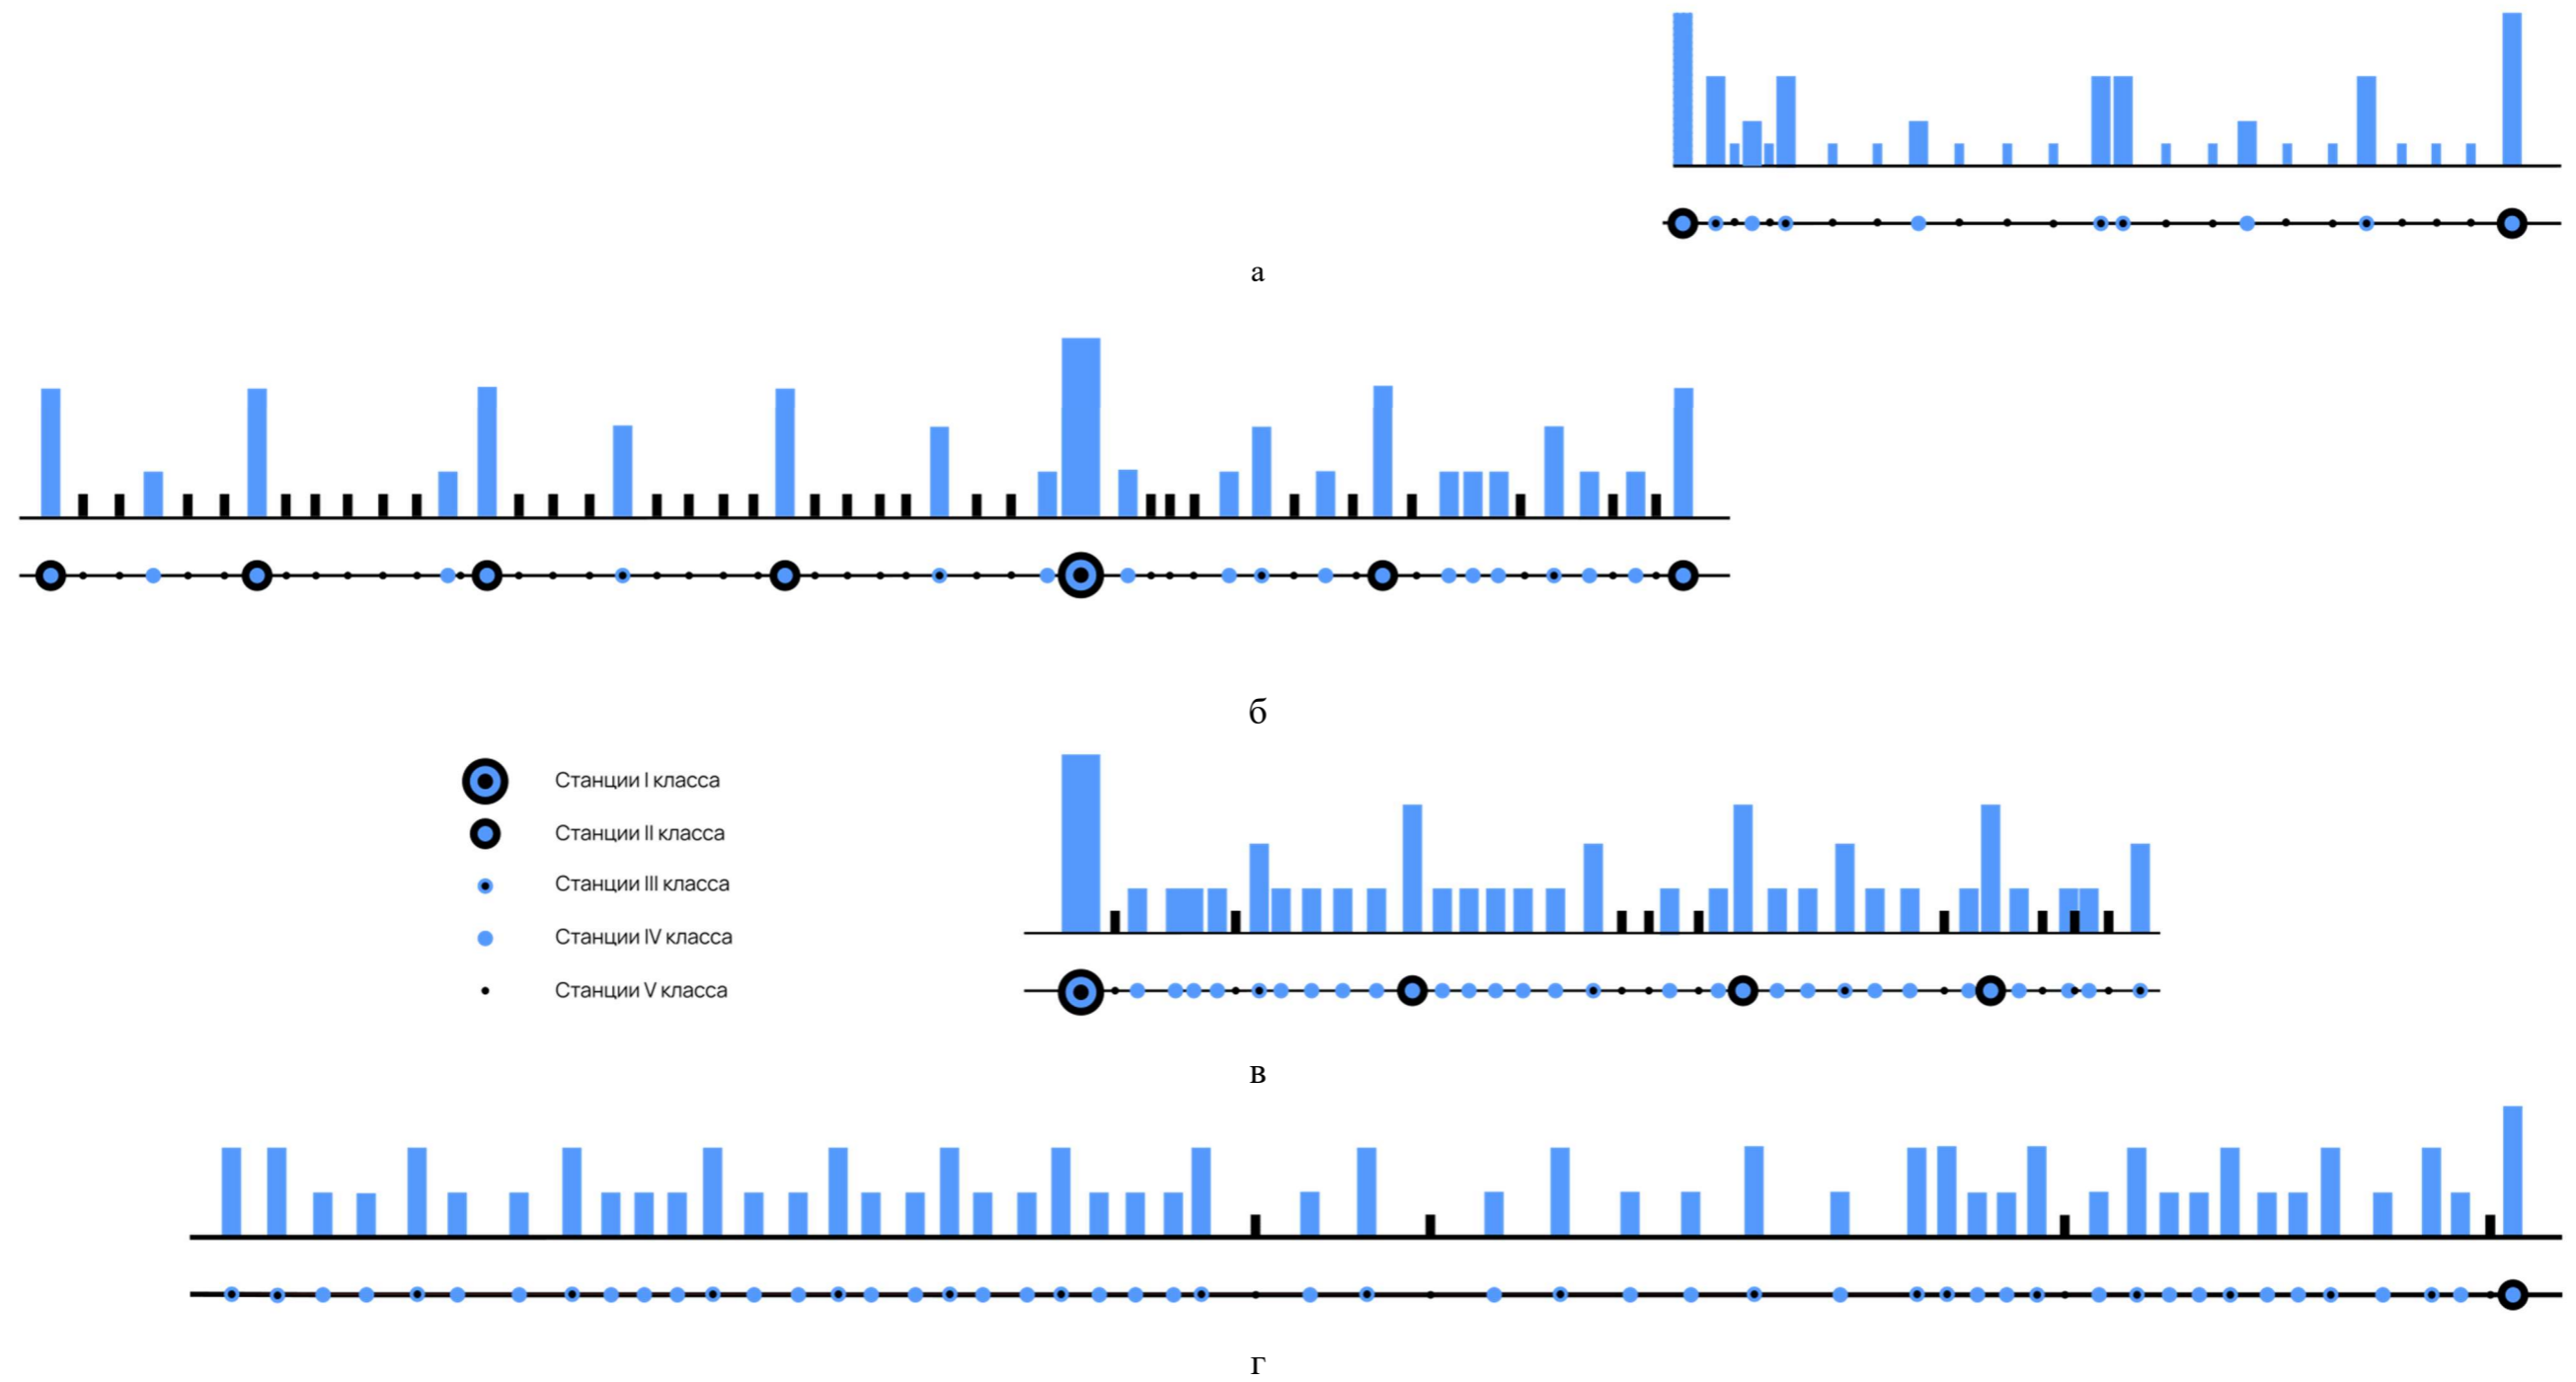 а
б
Станции I класса
Станции II класса
Станции III класса
Станции IV класса
Станции V класса
в
г